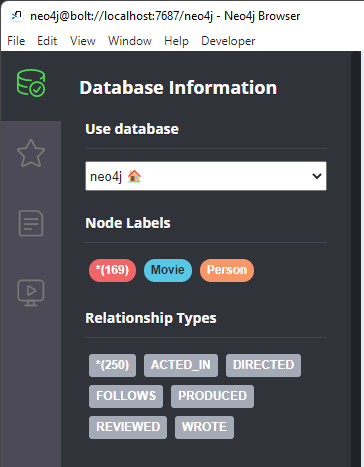 neo4j@bolt://localhost:7687/neo4j - Neo4j Browser
File Edit View Window Help Developer
Database Information
Use database
neo4j
Node Labels
*(169) Movie Person
Relationship Types
*(250) ACTED_IN DIRECTED
FOLLOWS PRODUCED
REVIEWED WROTE